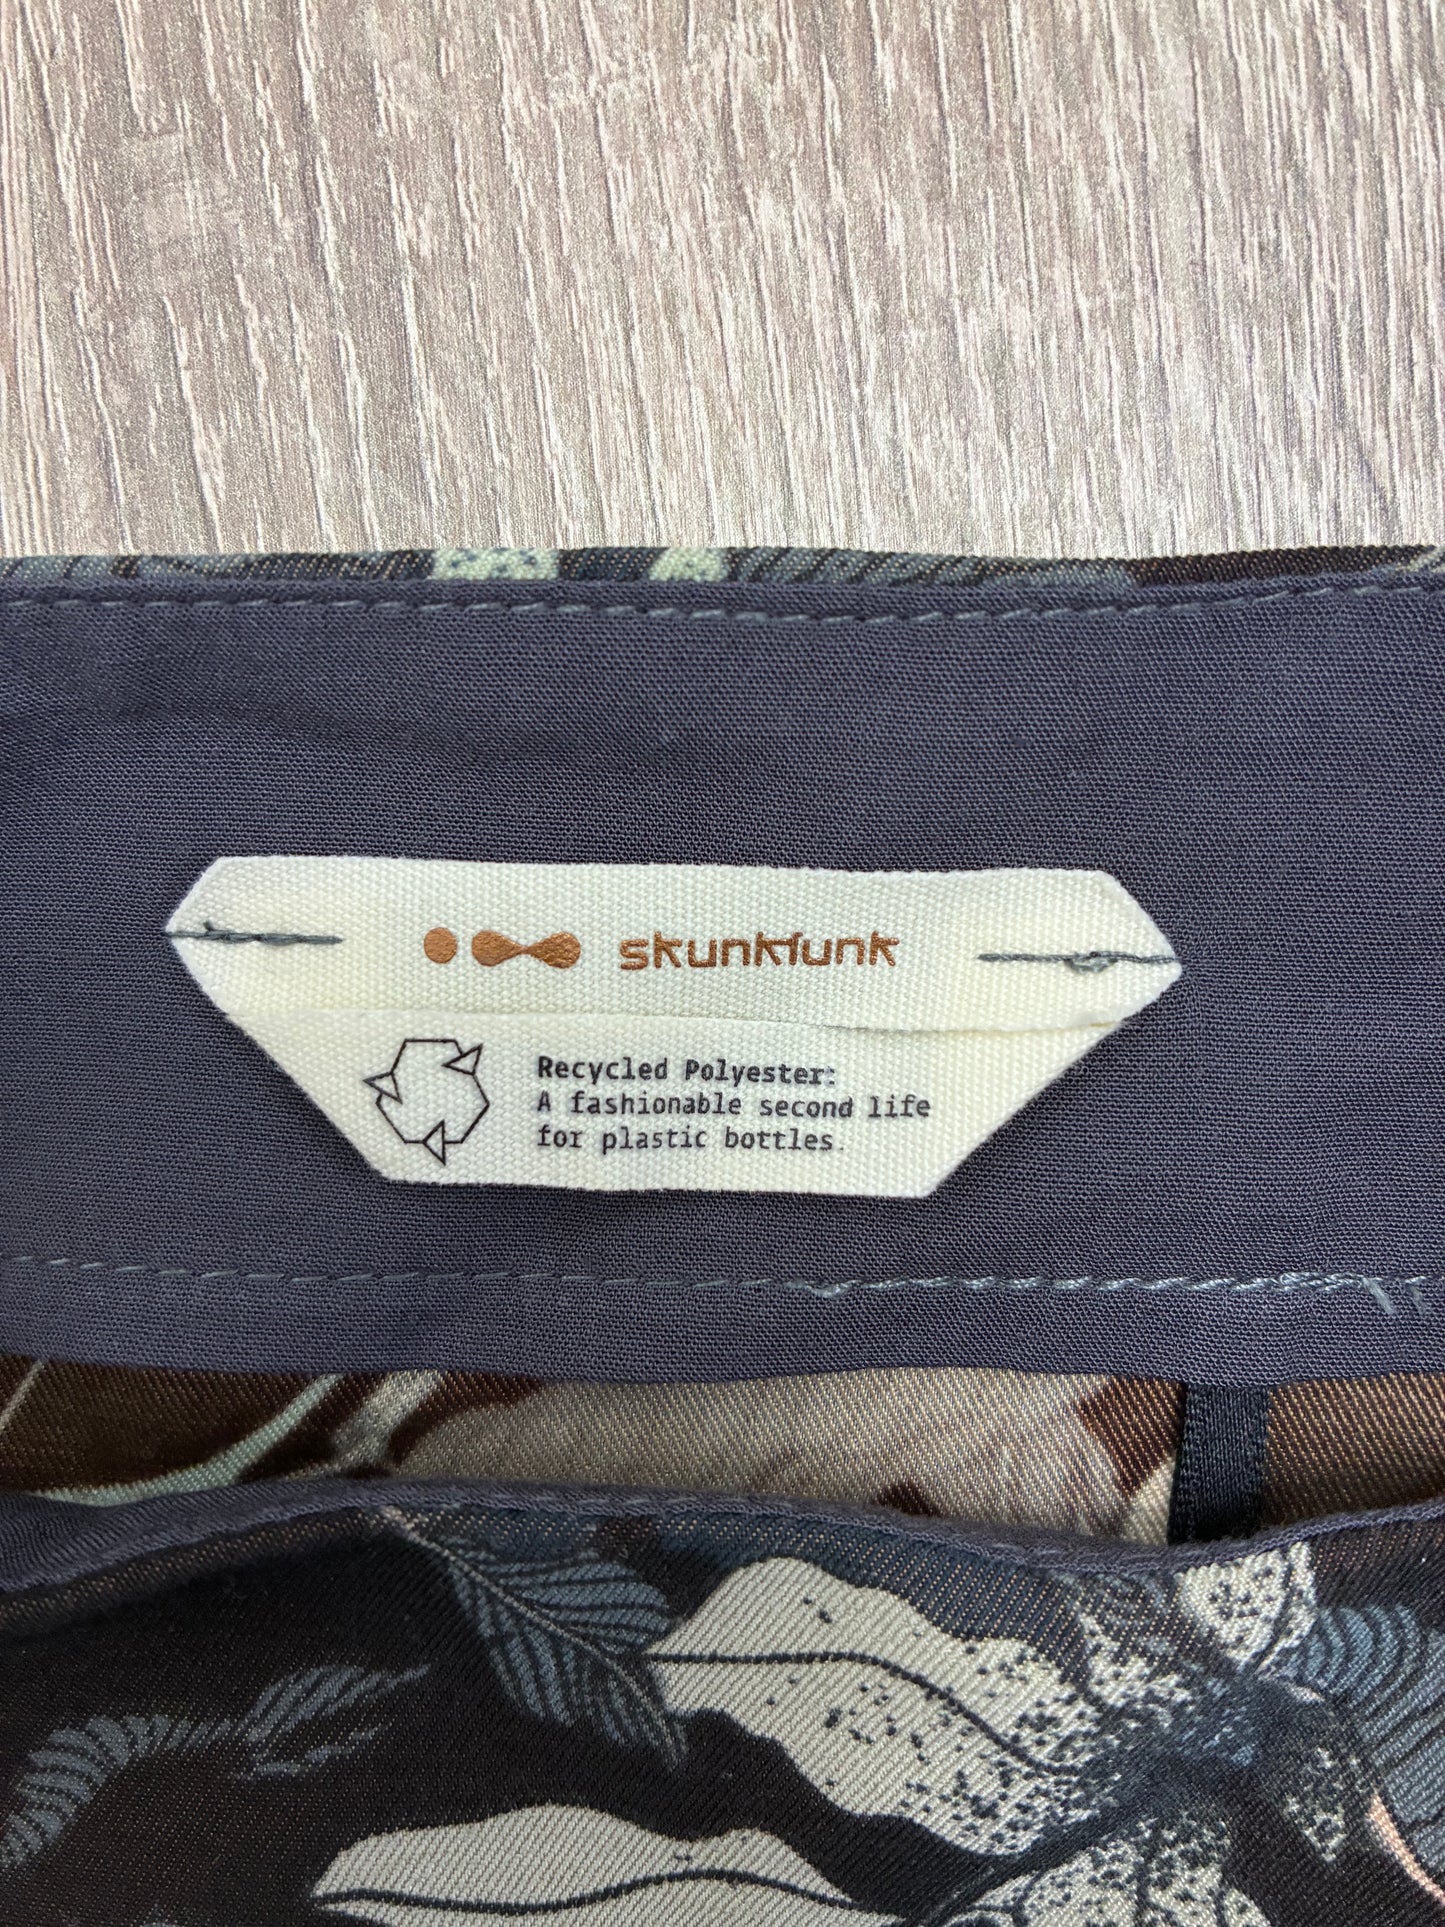 skunkfunk
Recycled Polyester:
A fashionable second life
for plastic bottles.